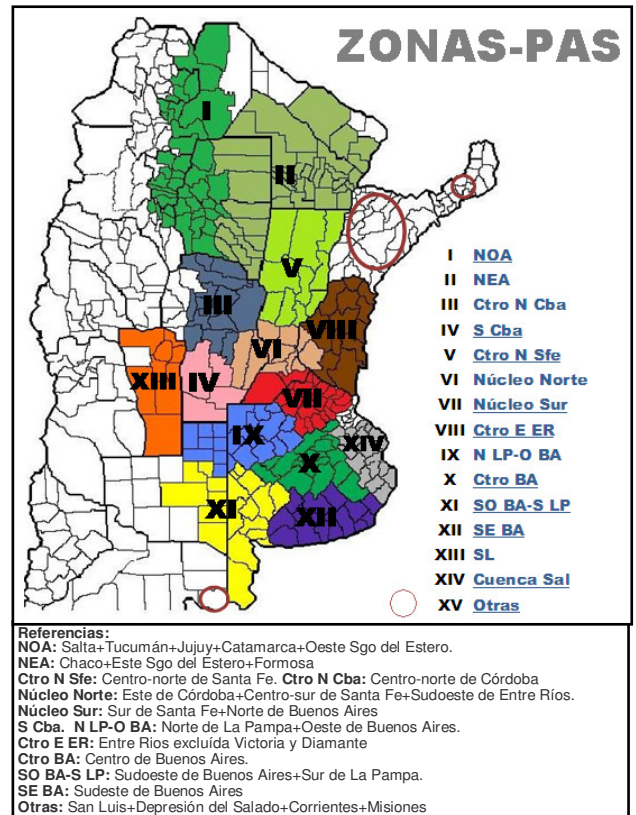 ZONAS-PAS
I
II
III
V
VI
VIII
XIII
IV
VII
IX
X
XIV
XI
XII
I NOA
II NEA
III Ctro N Cba
IV S Cba
V Ctro N Sfe
VI Núcleo Norte
VII Núcleo Sur
VIII Ctro E ER
IX N LP-O BA
X Ctro BA
XI SO BA-S LP
XII SE BA
XIII SL
XIV Cuenca Sal
XV Otras
Referencias:
NOA: Salta+Tucumán+Jujuy+Catamarca+Oeste Sgo del Estero.
NEA: Chaco+Este Sgo del Estero+Formosa
Ctro N Sfe: Centro-norte de Santa Fe. Ctro N Cba: Centro-norte de Córdoba
Núcleo Norte: Este de Córdoba+Centro-sur de Santa Fe+Sudoeste de Entre Ríos.
Núcleo Sur: Sur de Santa Fe+Norte de Buenos Aires
S Cba. N LP-O BA: Norte de La Pampa+Oeste de Buenos Aires.
Ctro E ER: Entre Rios excluída Victoria y Diamante
Ctro BA: Centro de Buenos Aires.
SO BA-S LP: Sudoeste de Buenos Aires+Sur de La Pampa.
SE BA: Sudeste de Buenos Aires
Otras: San Luis+Depresión del Salado+Corrientes+Misiones